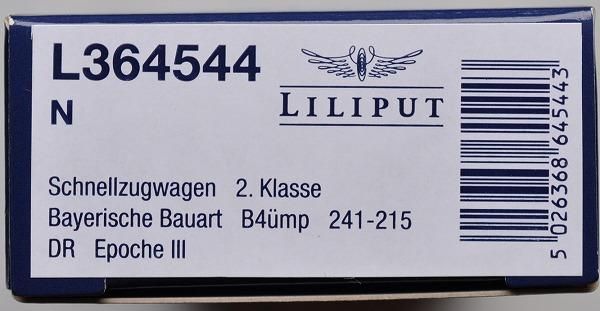 L364544
N
LILIPUT
Schnellzugwagen 2. Klasse
Bayerische Bauart B4ümp 241-215
DR Epoche III
5 026368 645443